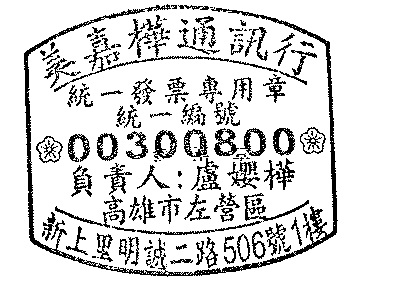 義嘉樺通訊行
統一發票專用章
統一編號
00300800
負責人:盧孆樺
高雄市左營區
新上里明誠二路506號1樓